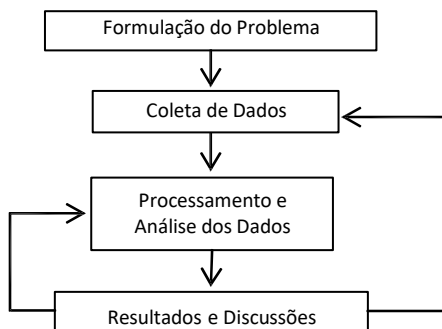 Formulação do Problema
Coleta de Dados
Processamento e
Análise dos Dados
Resultados e Discussões